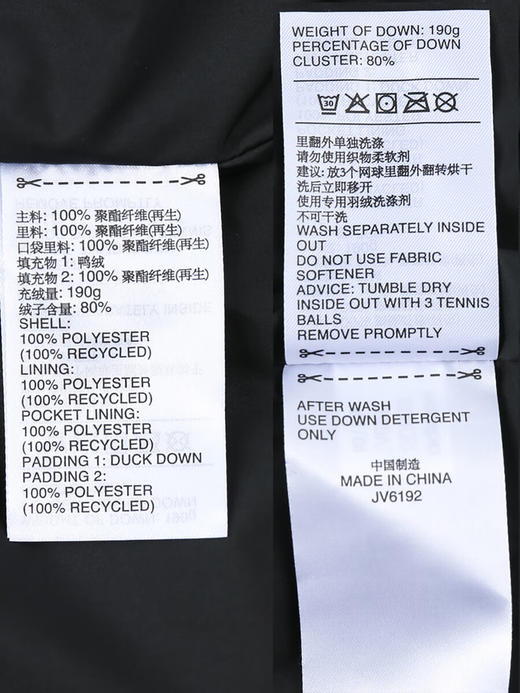 主料: 100% 聚酯纤维(再生)
里料: 100% 聚酯纤维(再生)
口袋里料: 100% 聚酯纤维(再生)
填充物 1: 鸭绒
填充物 2: 100% 聚酯纤维(再生)
充绒量: 190g
绒子含量: 80%
SHELL:
100% POLYESTER
(100% RECYCLED)
LINING:
100% POLYESTER
(100% RECYCLED)
POCKET LINING:
100% POLYESTER
(100% RECYCLED)
PADDING 1: DUCK DOWN
PADDING 2:
100% POLYESTER
(100% RECYCLED)
WEIGHT OF DOWN: 190g
PERCENTAGE OF DOWN
CLUSTER: 80%
30
里翻外单独洗涤
请勿使用织物柔软剂
建议: 放3个网球里翻外翻转烘干
洗后立即移开
使用专用羽绒洗涤剂
不可干洗
WASH SEPARATELY INSIDE
OUT
DO NOT USE FABRIC
SOFTENER
ADVICE: TUMBLE DRY
INSIDE OUT WITH 3 TENNIS
BALLS
REMOVE PROMPTLY
AFTER WASH
USE DOWN DETERGENT
ONLY
中国制造
MADE IN CHINA
JV6192